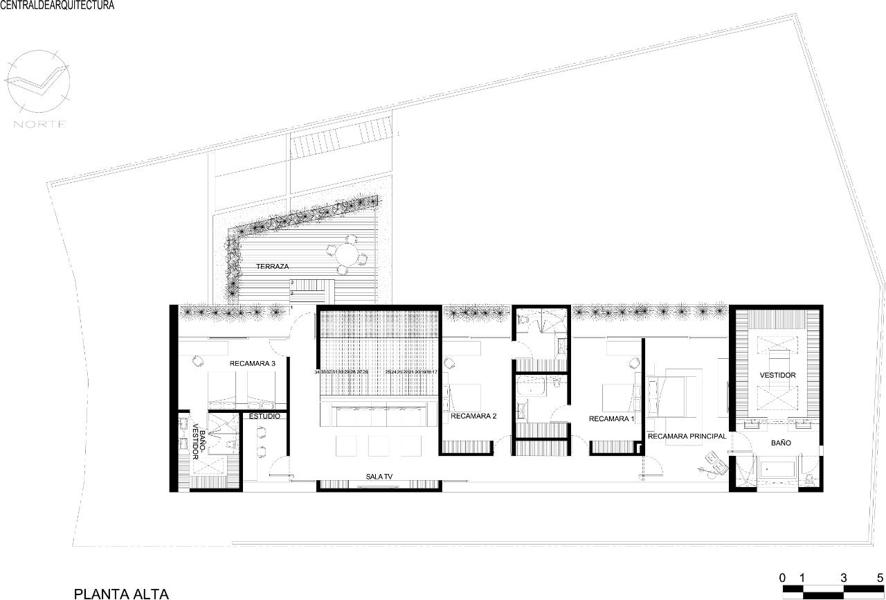 CENTRALDEARQUITECTURA
NORTE
TERRAZA
RECAMARA 3
ESTUDIO
BAÑO-
VESTIDOR
SALA TV
RECAMARA 2
RECAMARA 1
RECAMARA PRINCIPAL
VESTIDOR
BAÑO
PLANTA ALTA
0 1 3 5